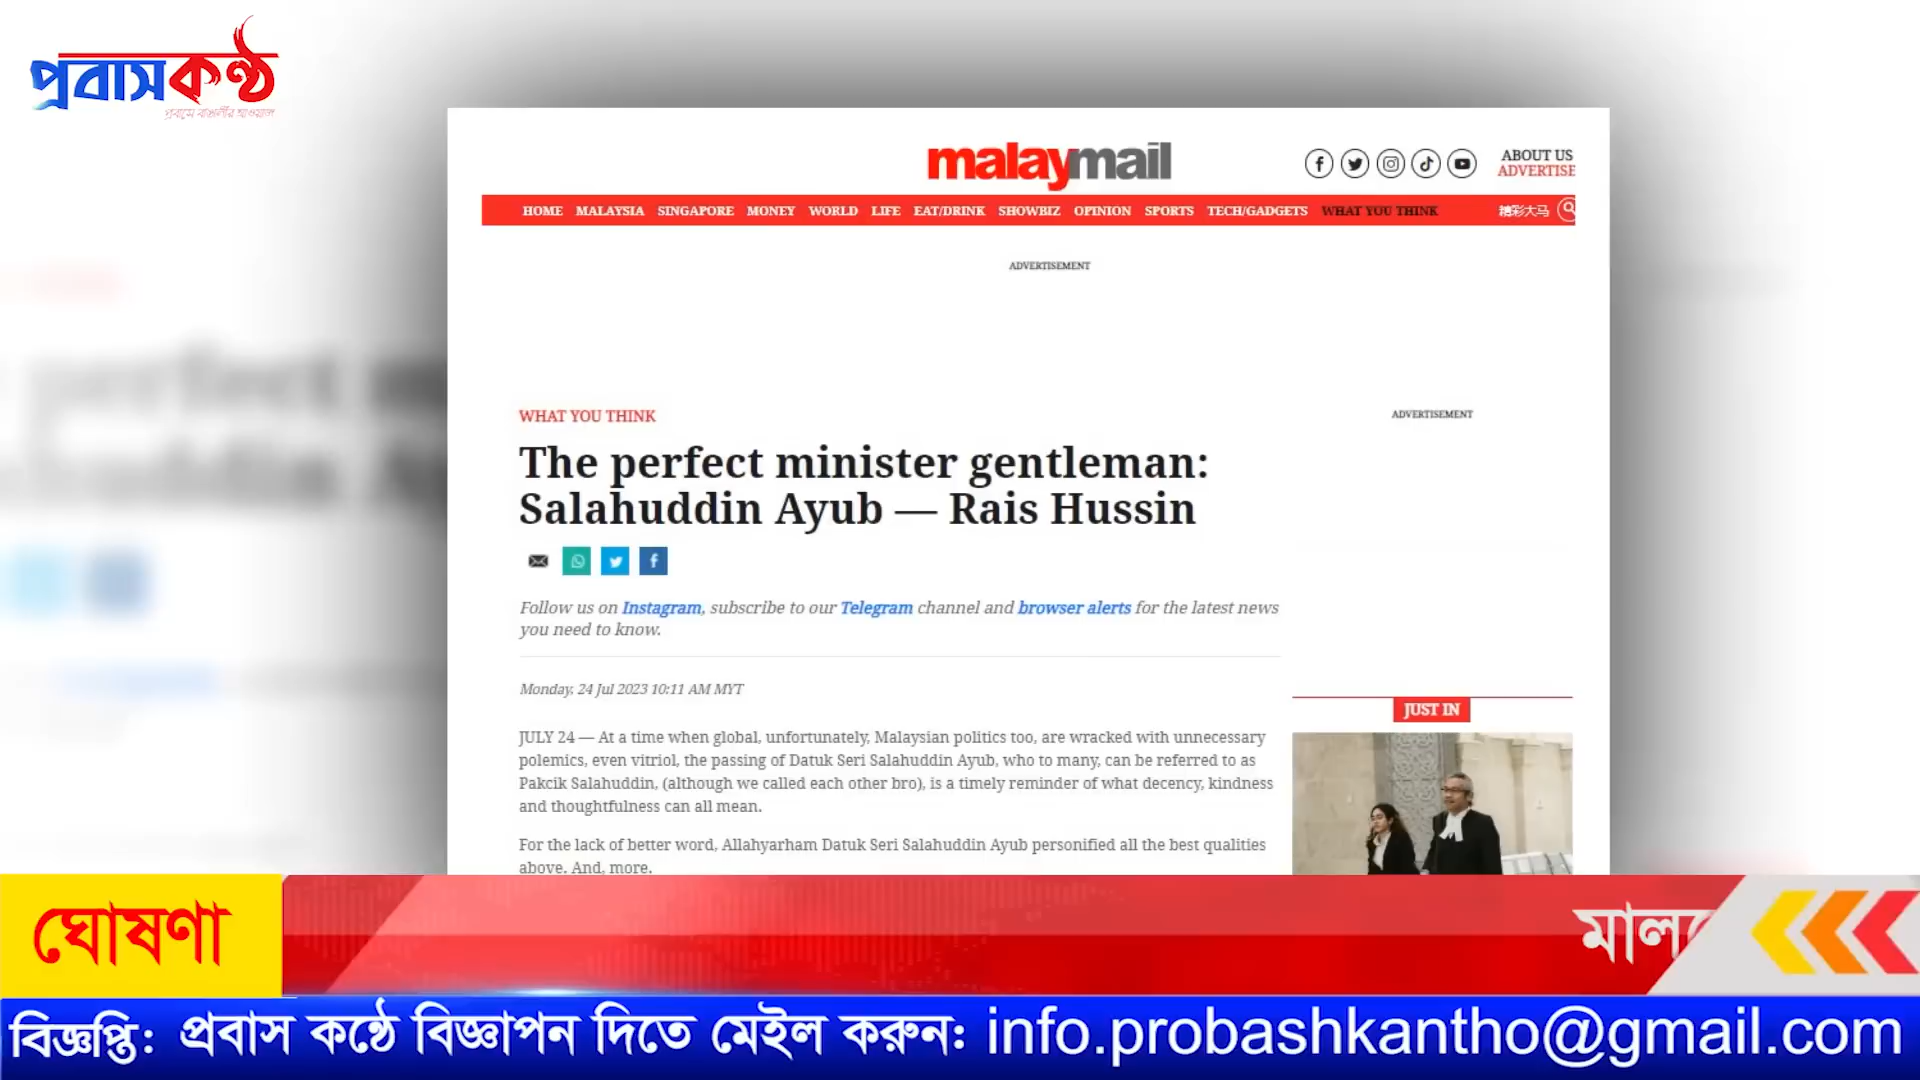 প্রবাসকণ্ঠ
malaymail
ABOUT US
ADVERTISE
HOME MALAYSIA SINGAPORE MONEY WORLD LIFE EAT/DRINK SHOWBIZ OPINION SPORTS TECH/GADGETS WHAT YOU THINK 精彩大马
ADVERTISEMENT
WHAT YOU THINK
ADVERTISEMENT
The perfect minister gentleman:
Salahuddin Ayub — Rais Hussin
Follow us on Instagram, subscribe to our Telegram channel and browser alerts for the latest news
you need to know.
Monday, 24 Jul 2023 10:11 AM MYT
JUST IN
JULY 24 — At a time when global, unfortunately, Malaysian politics too, are wracked with unnecessary
polemics, even vitriol, the passing of Datuk Seri Salahuddin Ayub, who to many, can be referred to as
Pakcik Salahuddin, (although we called each other bro), is a timely reminder of what decency, kindness
and thoughtfulness can all mean.
For the lack of better word, Allahyarham Datuk Seri Salahuddin Ayub personified all the best qualities
above. And, more.
ঘোষণা
বিজ্ঞপ্তি: প্রবাস কন্ঠে বিজ্ঞাপন দিতে মেইল করুন: info.probashkantho@gmail.com